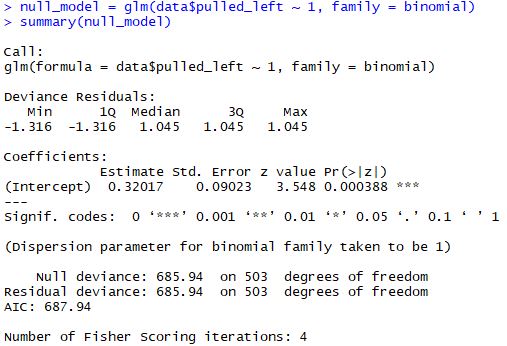 > null_model = glm(data$pulled_left ~ 1, family = binomial)
> summary(null_model)
Call:
glm(formula = data$pulled_left ~ 1, family = binomial)
Deviance Residuals:
Min 1Q Median 3Q Max
-1.316 -1.316 1.045 1.045 1.045
Coefficients:
Estimate Std. Error z value Pr(>|z|)
(Intercept) 0.32017 0.09023 3.548 0.000388 ***
---
Signif. codes: 0 ‘***’ 0.001 ‘**’ 0.01 ‘*’ 0.05 ‘.’ 0.1 ‘ ’ 1
(Dispersion parameter for binomial family taken to be 1)
Null deviance: 685.94 on 503 degrees of freedom
Residual deviance: 685.94 on 503 degrees of freedom
AIC: 687.94
Number of Fisher Scoring iterations: 4